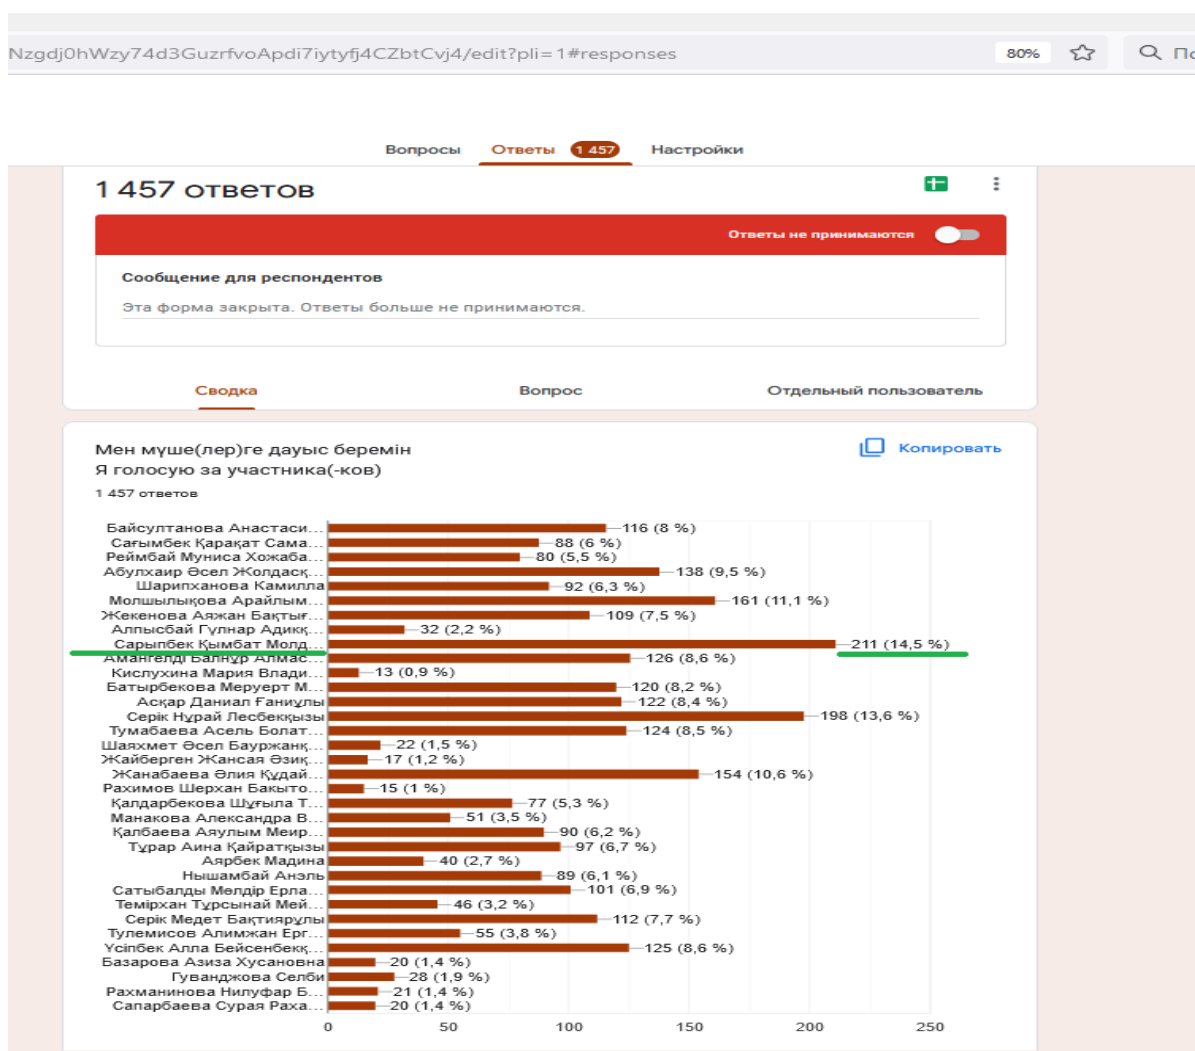 Nzgdj0hWzy74d3GuzrfvoApdi7iytyfj4CZbtCvj4/edit?pli=1#responses 80%
Вопросы Ответы 1 457 Настройки
1 457 ответов
Ответы не принимаются
Сообщение для респондентов
Эта форма закрыта. Ответы больше не принимаются.
Сводка Вопрос Отдельный пользователь
Мен мүше(лер)ге дауыс беремін Копировать
Я голосую за участника(-ков)
1 457 ответов
Байсултанова Анастаси... 116 (8 %)
Сағымбек Қарақат Сама... 88 (6 %)
Реймбай Муниса Хожаба... 80 (5,5 %)
Абулхаир Әсел Жолдасқ... 138 (9,5 %)
Шарипханова Камилла 92 (6,3 %)
Молшылықова Арайлым... 161 (11,1 %)
Жекенова Аяжан Бақтығ... 109 (7,5 %)
Алпысбай Гүлнар Адикқ... 32 (2,2 %)
Сарыпбек Қымбат Молд... 211 (14,5 %)
Амангелді Балнұр Алмас... 126 (8,6 %)
Кислухина Мария Влади... 13 (0,9 %)
Батырбекова Меруерт М... 120 (8,2 %)
Асқар Даниал Ғаниұлы 122 (8,4 %)
Серік Нұрай Лесбекқызы 198 (13,6 %)
Тумабаева Асель Болат... 124 (8,5 %)
Шаяхмет Әсел Бауржанқ... 22 (1,5 %)
Жайберген Жансая Әзиқ... 17 (1,2 %)
Жанабаева Әлия Құдай... 154 (10,6 %)
Рахимов Шерхан Бакыто... 15 (1 %)
Қалдарбекова Шұғыла Т... 77 (5,3 %)
Манакова Александра В... 51 (3,5 %)
Қалбаева Аяулым Меир... 90 (6,2 %)
Тұрар Аина Қайратқызы 97 (6,7 %)
Аярбек Мадина 40 (2,7 %)
Нышамбай Анэль 89 (6,1 %)
Сатыбалды Мөлдір Ерла... 101 (6,9 %)
Темірхан Тұрсынай Мей... 46 (3,2 %)
Серік Медет Бақтиярұлы 112 (7,7 %)
Тулемисов Алимжан Ерг... 55 (3,8 %)
Үсіпбек Алла Бейсенбекқ... 125 (8,6 %)
Базарова Азиза Хусановна 20 (1,4 %)
Гуванджова Селби 28 (1,9 %)
Рахманинова Нилуфар Б... 21 (1,4 %)
Сапарбаева Сурая Раха... 20 (1,4 %)
0 50 100 150 200 250